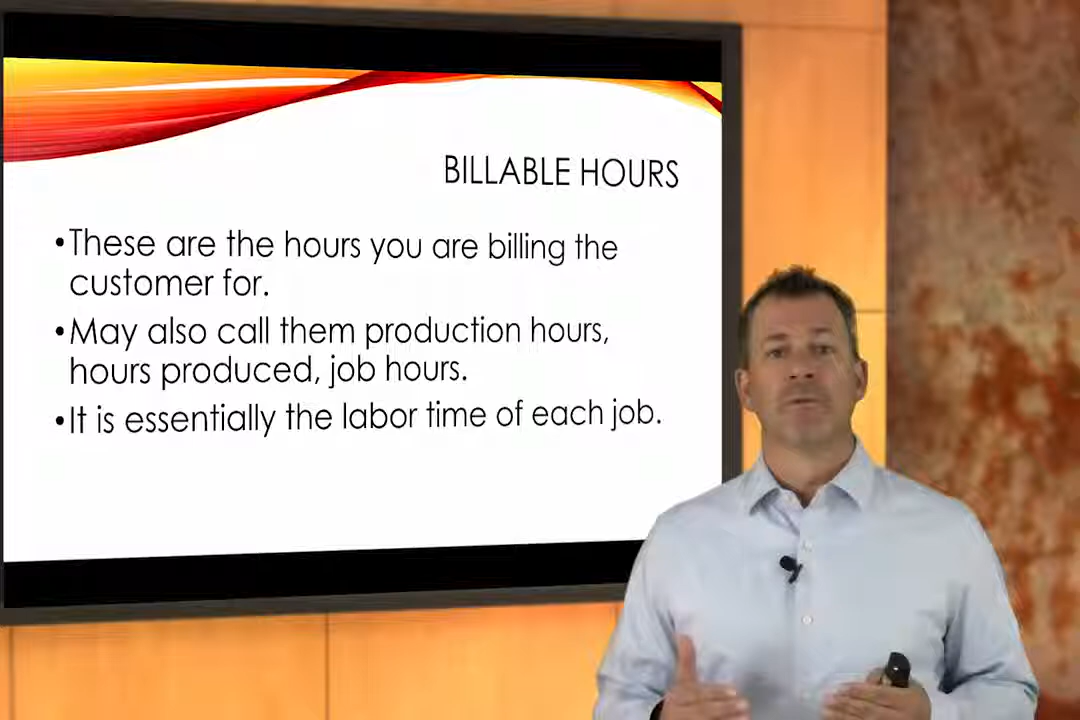 BILLABLE HOURS
•These are the hours you are billing the
customer for.
•May also call them production hours,
hours produced, job hours.
•It is essentially the labor time of each job.